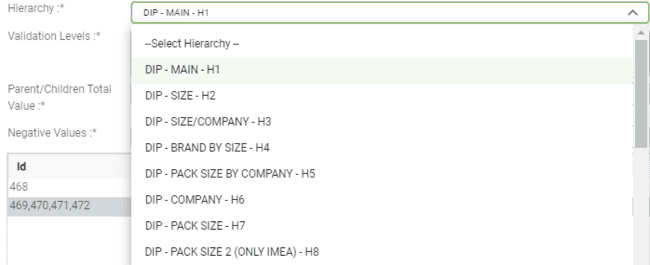 Hierarchy :* DIP - MAIN - H1
Validation Levels :*
--Select Hierarchy --
DIP - MAIN - H1
Parent/Children Total
Value :*
DIP - SIZE - H2
DIP - SIZE/COMPANY - H3
Negative Values :*
DIP - BRAND BY SIZE - H4
Id
DIP - PACK SIZE BY COMPANY - H5
468
DIP - COMPANY - H6
469,470,471,472
DIP - PACK SIZE - H7
DIP - PACK SIZE 2 (ONLY IMEA) - H8